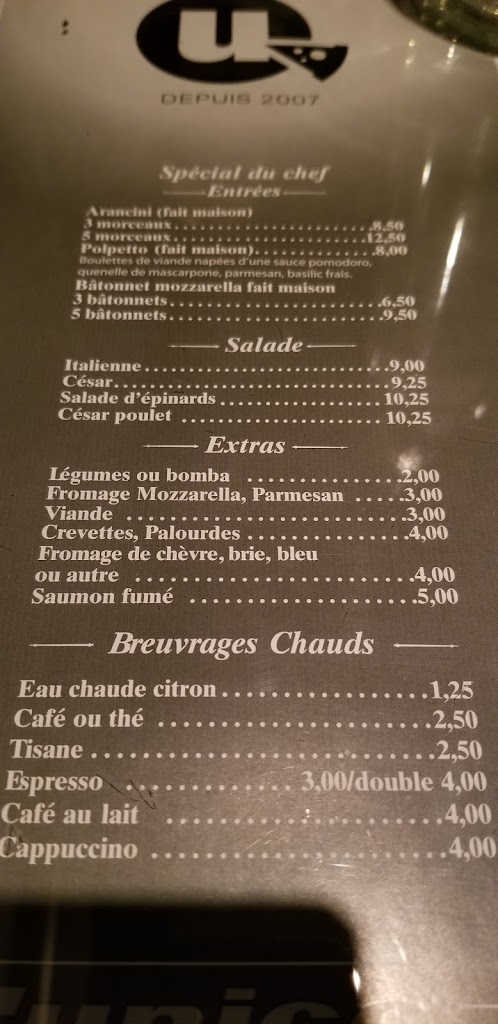 u
DEPUIS 2007
Spécial du chef
Entrées
Arancini (fait maison)
3 morceaux....................8,50
5 morceaux....................12,50
Polpetto (fait maison)............8,00
Boulettes de viande napées d'une sauce pomodoro,
quenelle de mascarpone, parmesan, basilic frais.
Bâtonnet mozzarella fait maison
3 bâtonnets.....................6,50
5 bâtonnets.....................9,50
Salade
Italienne........................9,00
César...........................9,25
Salade d'épinards................10,25
César poulet ...................10,25
Extras
Légumes ou bomba ..............2,00
Fromage Mozzarella, Parmesan .....3,00
Viande .........................3,00
Crevettes, Palourdes ..............4,00
Fromage de chèvre, brie, bleu
ou autre ........................4,00
Saumon fumé ...................5,00
Breuvrages Chauds
Eau chaude citron.................1,25
Café ou thé .....................2,50
Tisane..........................2,50
Espresso ............. 3,00/double 4,00
Café au lait ....................4,00
Cappuccino .....................4,00